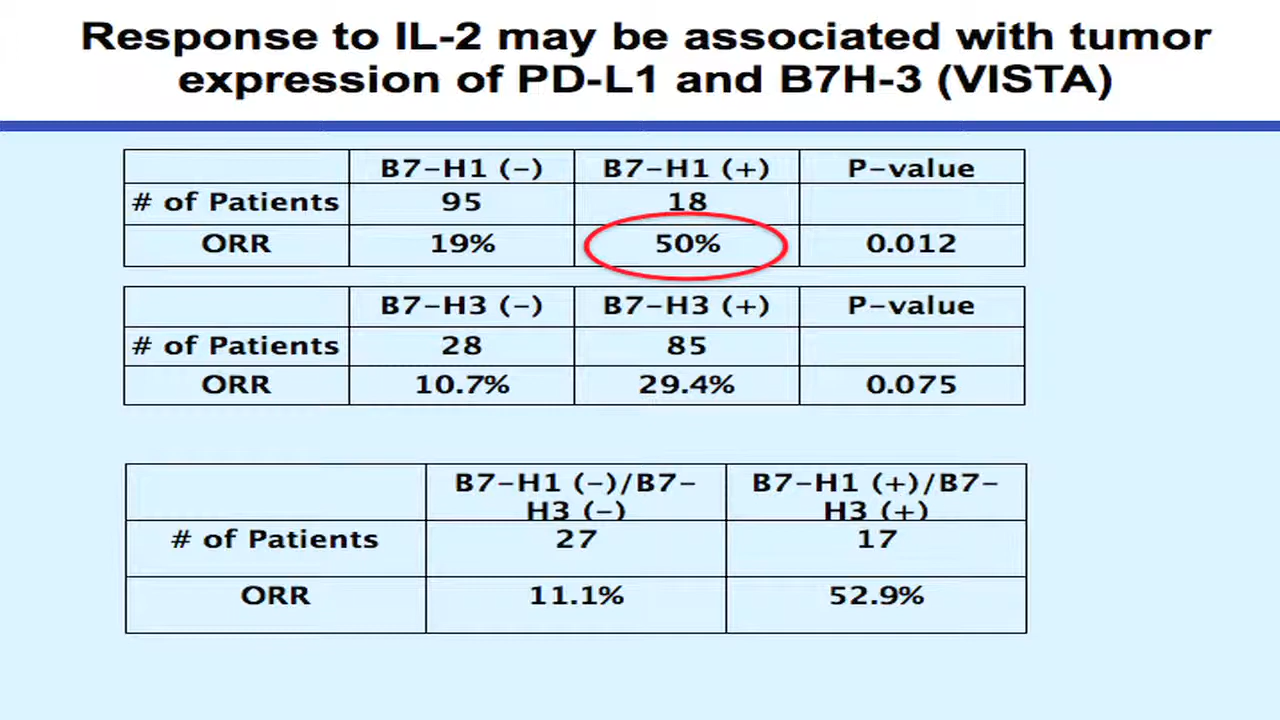 Response to IL-2 may be associated with tumor
expression of PD-L1 and B7H-3 (VISTA)
B7-H1 (-) B7-H1 (+) P-value
# of Patients 95 18
ORR 19% 50% 0.012
B7-H3 (-) B7-H3 (+) P-value
# of Patients 28 85
ORR 10.7% 29.4% 0.075
B7-H1 (-)/B7- B7-H1 (+)/B7-
H3 (-) H3 (+)
# of Patients 27 17
ORR 11.1% 52.9%